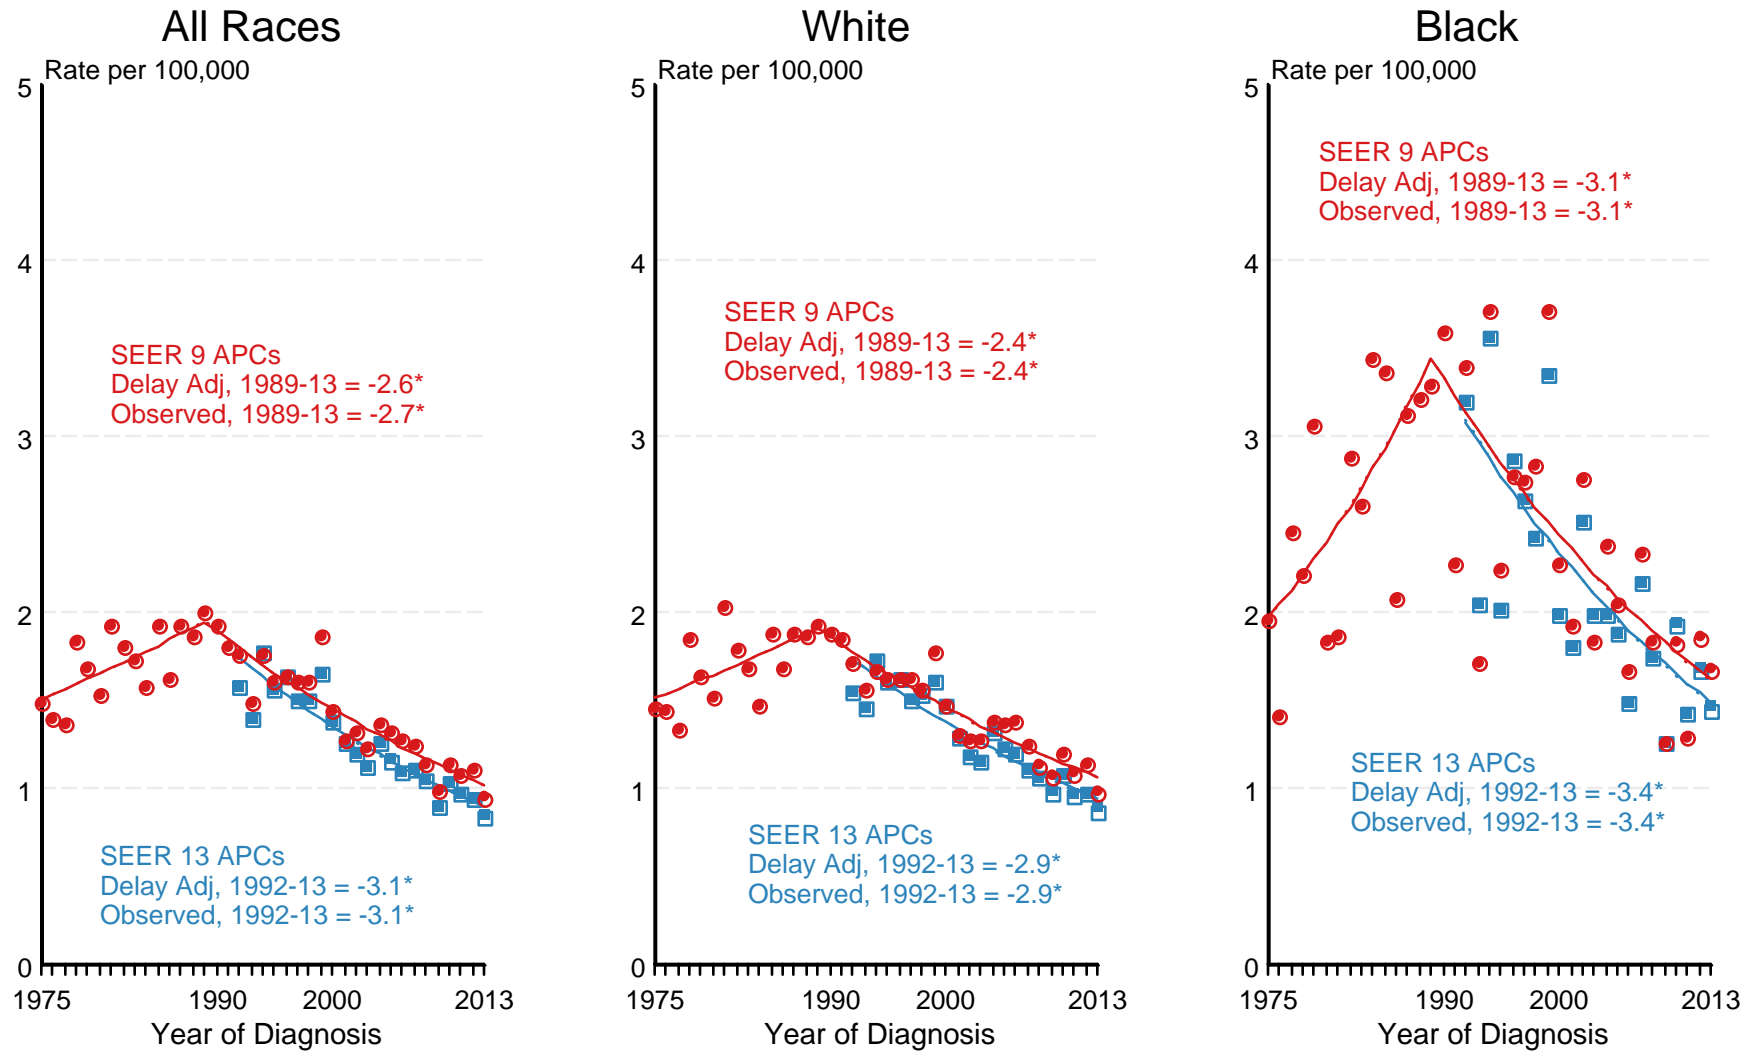 All Races
Rate per 100,000
5
4
3
2
1
0
SEER 9 APCs
Delay Adj, 1989-13 = -2.6*
Observed, 1989-13 = -2.7*
SEER 13 APCs
Delay Adj, 1992-13 = -3.1*
Observed, 1992-13 = -3.1*
1975 1990 2000 2013
Year of Diagnosis
White
Rate per 100,000
5
4
3
2
1
0
SEER 9 APCs
Delay Adj, 1989-13 = -2.4*
Observed, 1989-13 = -2.4*
SEER 13 APCs
Delay Adj, 1992-13 = -2.9*
Observed, 1992-13 = -2.9*
1975 1990 2000 2013
Year of Diagnosis
Black
Rate per 100,000
5
4
3
2
1
0
SEER 9 APCs
Delay Adj, 1989-13 = -3.1*
Observed, 1989-13 = -3.1*
SEER 13 APCs
Delay Adj, 1992-13 = -3.4*
Observed, 1992-13 = -3.4*
1975 1990 2000 2013
Year of Diagnosis